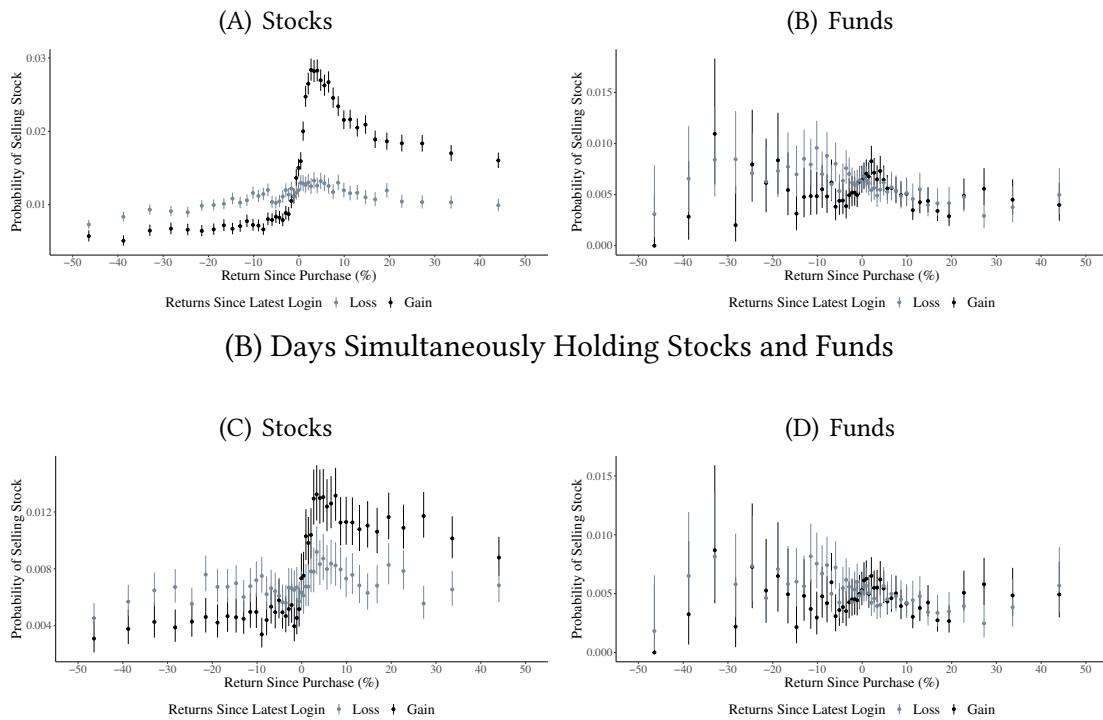 (A) Stocks
(B) Funds
Probability of Selling Stock
0.03
0.02
0.01
−50 −40 −30 −20 −10 0 10 20 30 40 50
Return Since Purchase (%)
Returns Since Latest Login Loss Gain
Probability of Selling Stock
0.015
0.010
0.005
0.000
−50 −40 −30 −20 −10 0 10 20 30 40 50
Return Since Purchase (%)
Returns Since Latest Login Loss Gain
(B) Days Simultaneously Holding Stocks and Funds
(C) Stocks
(D) Funds
Probability of Selling Stock
0.012
0.008
0.004
−50 −40 −30 −20 −10 0 10 20 30 40 50
Return Since Purchase (%)
Returns Since Latest Login Loss Gain
Probability of Selling Stock
0.015
0.010
0.005
0.000
−50 −40 −30 −20 −10 0 10 20 30 40 50
Return Since Purchase (%)
Returns Since Latest Login Loss Gain